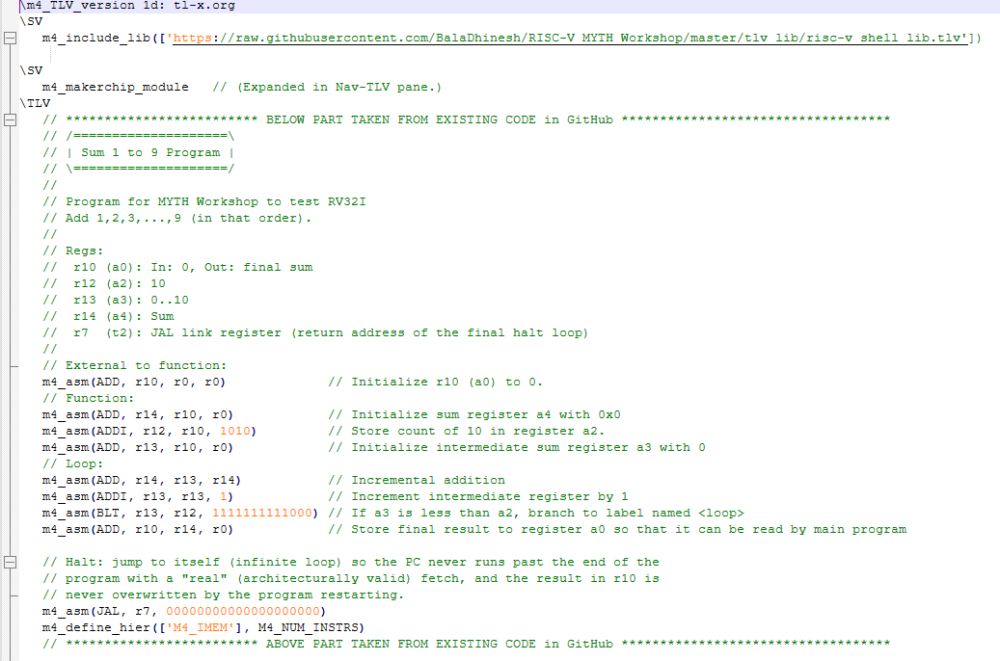 \m4_TLV_version 1d: tl-x.org
\SV
   m4_include_lib(['https://raw.githubusercontent.com/BalaDhinesh/RISC-V_MYTH_Workshop/master/tlv_lib/risc-v_shell_lib.tlv'])

\SV
   m4_makerchip_module   // (Expanded in Nav-TLV pane.)
\TLV
   // ************************* BELOW PART TAKEN FROM EXISTING CODE in GitHub ***********************************
   // /====================\
   // | Sum 1 to 9 Program |
   // \====================/
   //
   // Program for MYTH Workshop to test RV32I
   // Add 1,2,3,...,9 (in that order).
   //
   // Regs:
   //  r10 (a0): In: 0, Out: final sum
   //  r12 (a2): 10
   //  r13 (a3): 0..10
   //  r14 (a4): Sum
   //  r7  (t2): JAL link register (return address of the final halt loop)
   //
   // External to function:
   m4_asm(ADD, r10, r0, r0)             // Initialize r10 (a0) to 0.
   // Function:
   m4_asm(ADD, r14, r10, r0)            // Initialize sum register a4 with 0x0
   m4_asm(ADDI, r12, r10, 1010)         // Store count of 10 in register a2.
   m4_asm(ADD, r13, r10, r0)            // Initialize intermediate sum register a3 with 0
   // Loop:
   m4_asm(ADD, r14, r13, r14)           // Incremental addition
   m4_asm(ADDI, r13, r13, 1)            // Increment intermediate register by 1
   m4_asm(BLT, r13, r12, 1111111111000) // If a3 is less than a2, branch to label named <loop>
   m4_asm(ADD, r10, r14, r0)            // Store final result to register a0 so that it can be read by main program

   // Halt: jump to itself (infinite loop) so the PC never runs past the end of the
   // program with a "real" (architecturally valid) fetch, and the result in r10 is
   // never overwritten by the program restarting.
   m4_asm(JAL, r7, 00000000000000000000)
   m4_define_hier(['M4_IMEM'], M4_NUM_INSTRS)
   // ************************* ABOVE PART TAKEN FROM EXISTING CODE in GitHub ***********************************